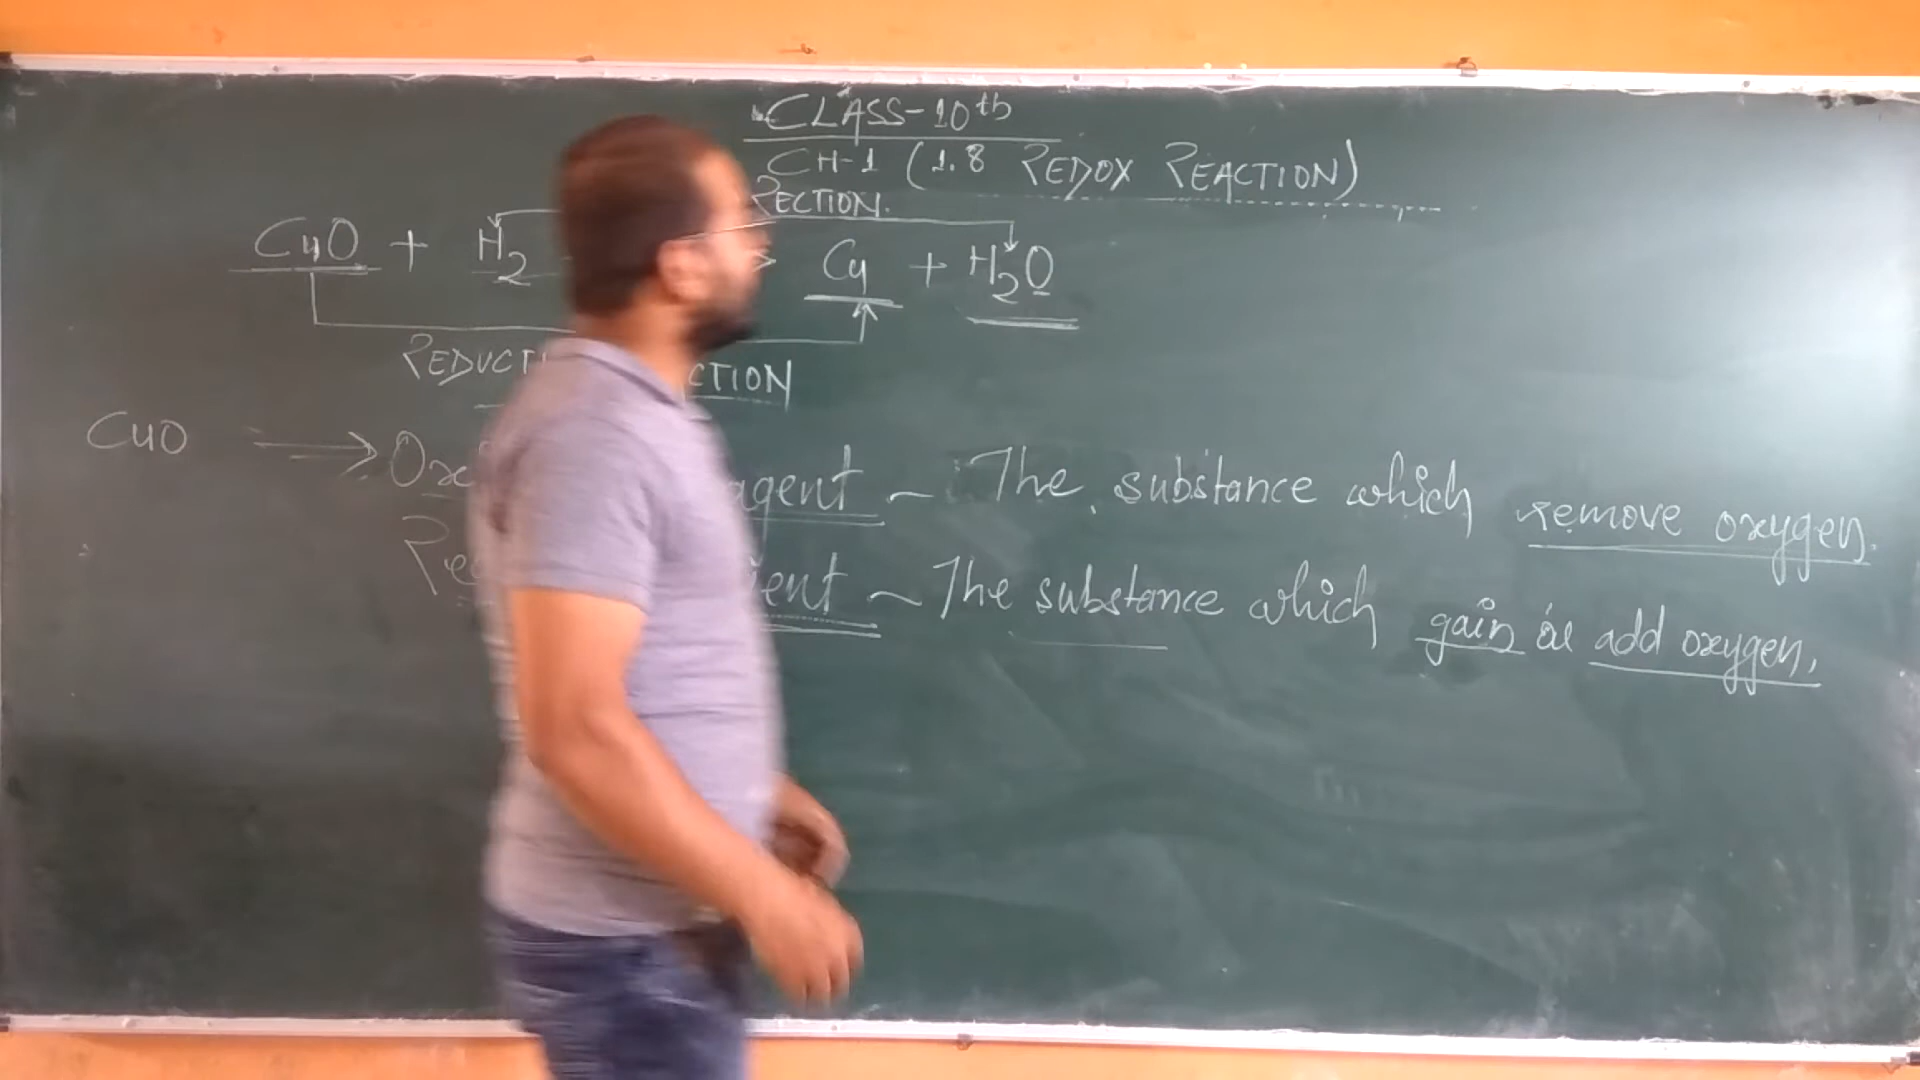 CLASS-10th
CH-1 (1.8 REDOX REACTION)
RECTION.
CuO + H2 > Cu + H2O
REDUCTI CTION
CuO ⟹ Ox agent ~ The substance which remove oxygen.
Re ent ~ The substance which gain or add oxygen,